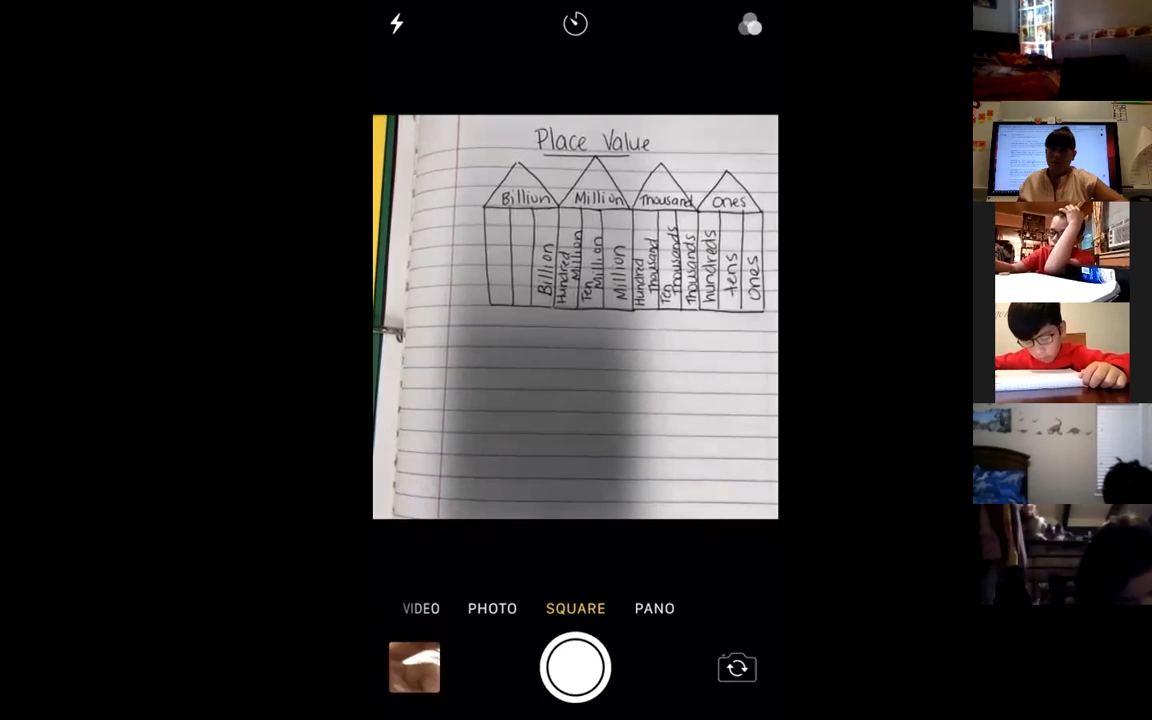 Place Value
Billion Million Thousand Ones
Billion
Hundred Million
Ten Million
Million
Hundred Thousand
Ten Thousands
Thousands
hundreds
tens
ones
VIDEO PHOTO SQUARE PANO